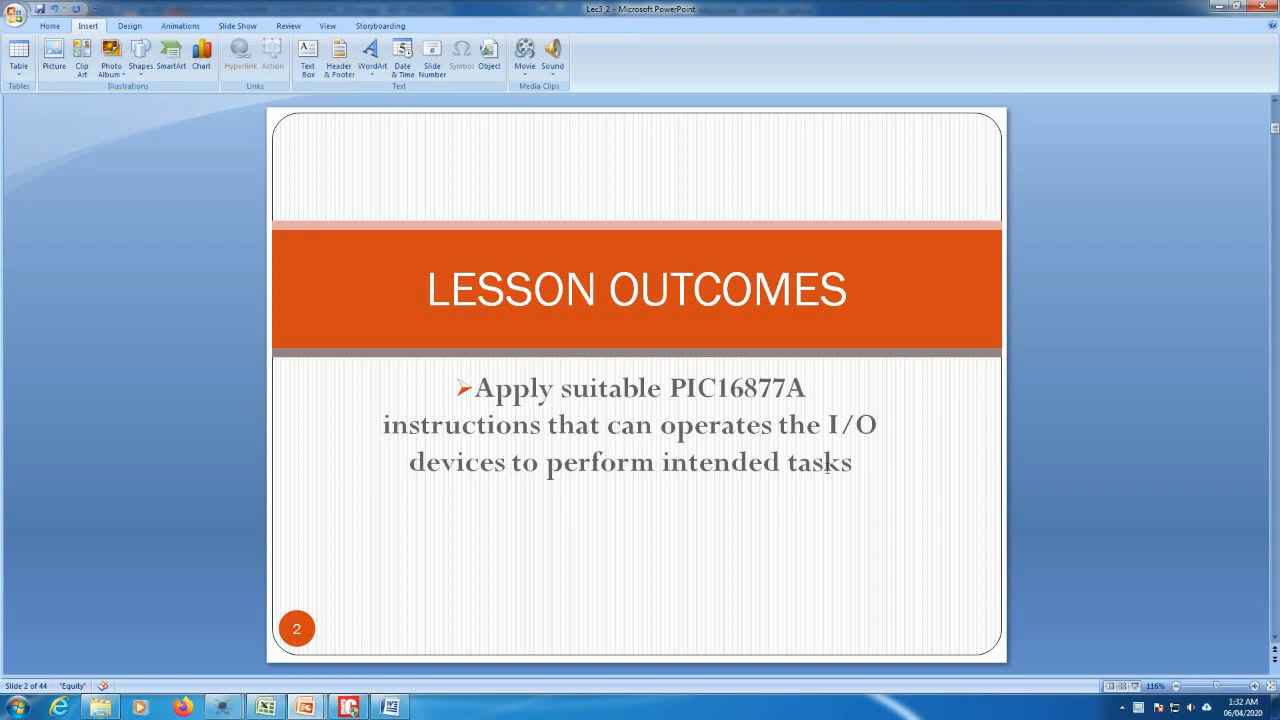 Lec3_2 - Microsoft PowerPoint
Home Insert Design Animations Slide Show Review View Storyboarding
Table Picture Clip Art Photo Album Shapes SmartArt Chart Hyperlink Action Text Box Header & Footer WordArt Date & Time Slide Number Symbol Object Movie Sound
Tables Illustrations Links Text Media Clips
LESSON OUTCOMES
Apply suitable PIC16877A
instructions that can operates the I/O
devices to perform intended tasks
2
Slide 2 of 44 "Equity" 116%
1:32 AM
06/04/2020